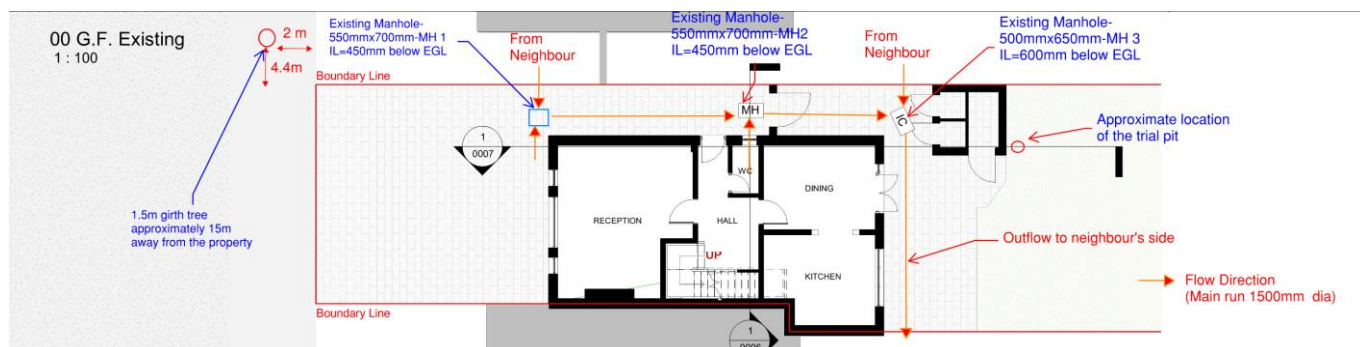 00 G.F. Existing
1 : 100
2 m
4.4m
Existing Manhole-
550mmx700mm-MH 1
IL=450mm below EGL
From
Neighbour
Existing Manhole-
550mmx700mm-MH2
IL=450mm below EGL
From
Neighbour
Existing Manhole-
500mmx650mm-MH 3
IL=600mm below EGL
Boundary Line
MH
IC
Approximate location
of the trial pit
1
0007
WC
DINING
1.5m girth tree
approximately 15m
away from the property
RECEPTION
HALL
UP
KITCHEN
Outflow to neighbour's side
Flow Direction
(Main run 1500mm dia)
Boundary Line
1
0006